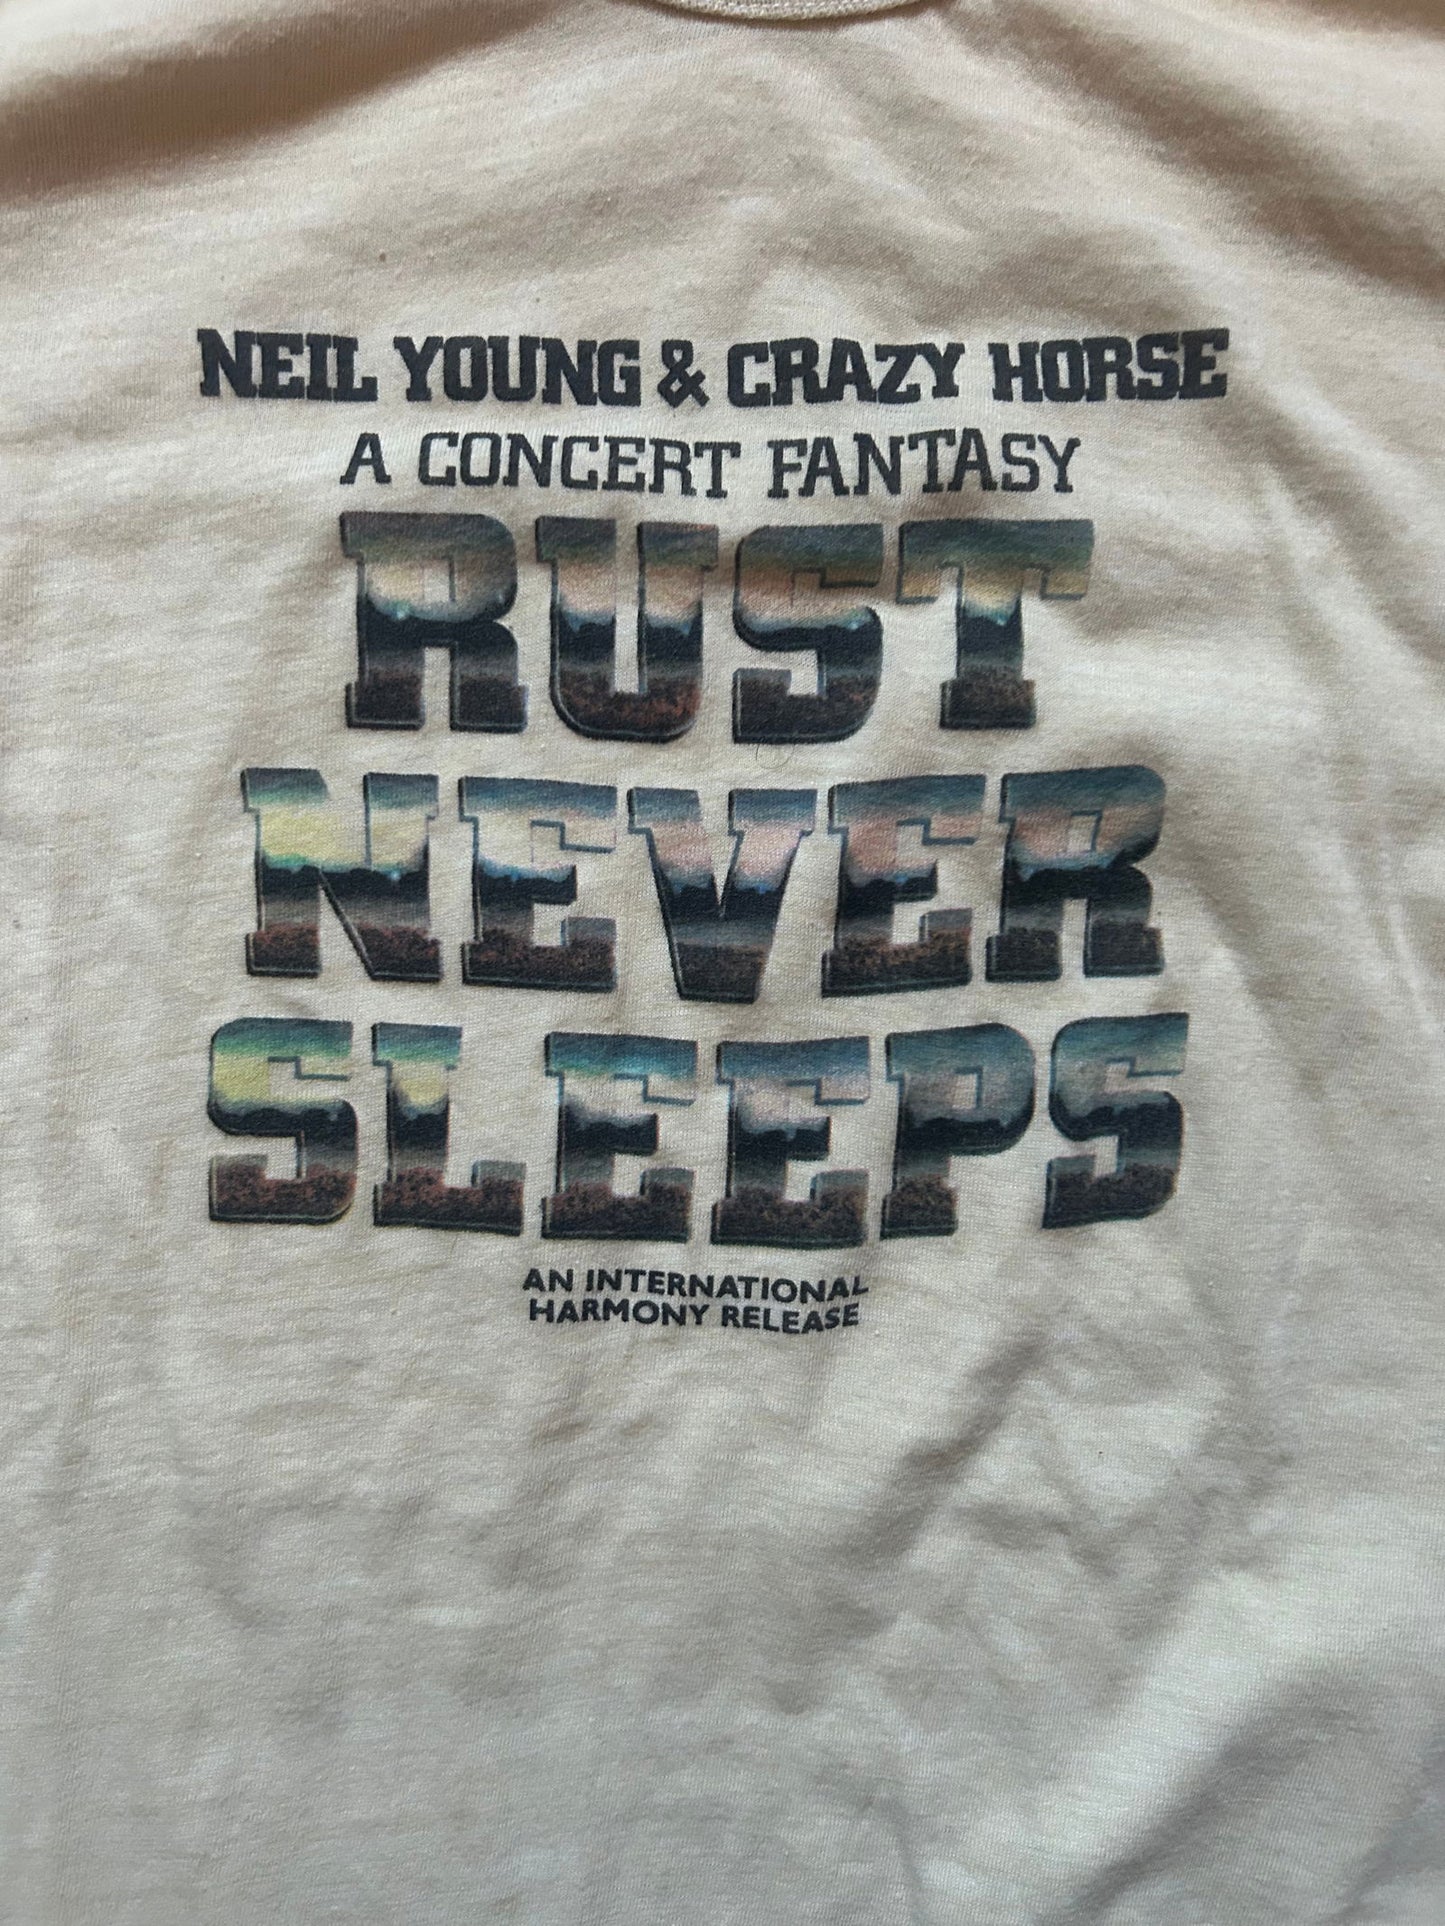 NEIL YOUNG & CRAZY HORSE
A CONCERT FANTASY
RUST
NEVER
SLEEPS
AN INTERNATIONAL
HARMONY RELEASE